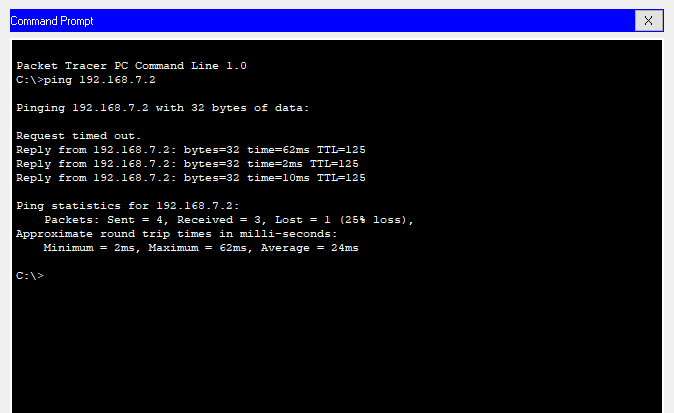 Command Prompt
X
Packet Tracer PC Command Line 1.0
C:\>ping 192.168.7.2
Pinging 192.168.7.2 with 32 bytes of data:
Request timed out.
Reply from 192.168.7.2: bytes=32 time=62ms TTL=125
Reply from 192.168.7.2: bytes=32 time=2ms TTL=125
Reply from 192.168.7.2: bytes=32 time=10ms TTL=125
Ping statistics for 192.168.7.2:
    Packets: Sent = 4, Received = 3, Lost = 1 (25% loss),
Approximate round trip times in milli-seconds:
    Minimum = 2ms, Maximum = 62ms, Average = 24ms
C:\>